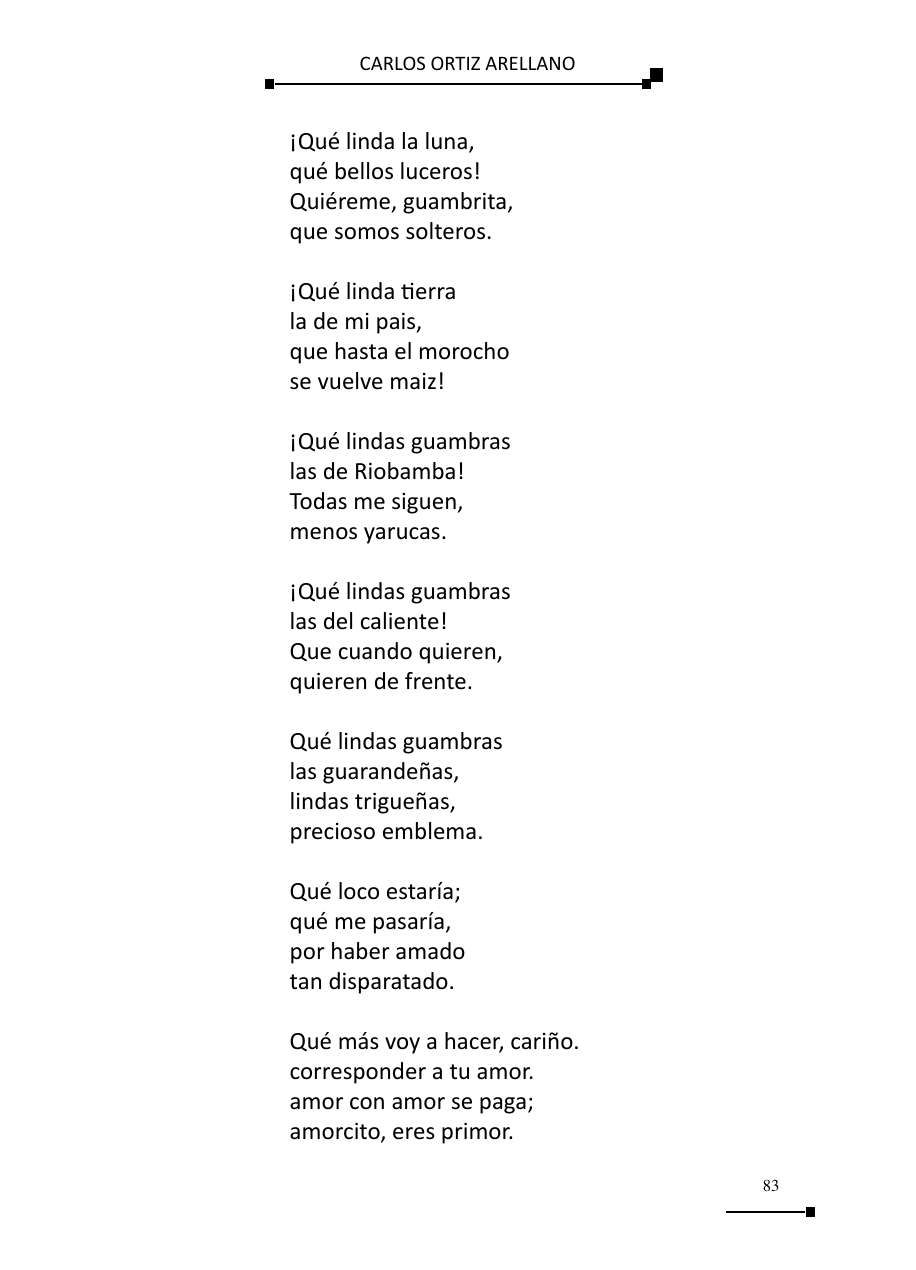 CARLOS ORTIZ ARELLANO
¡Qué linda la luna,
qué bellos luceros!
Quiéreme, guambrita,
que somos solteros.
¡Qué linda tierra
la de mi pais,
que hasta el morocho
se vuelve maiz!
¡Qué lindas guambras
las de Riobamba!
Todas me siguen,
menos yarucas.
¡Qué lindas guambras
las del caliente!
Que cuando quieren,
quieren de frente.
Qué lindas guambras
las guarandeñas,
lindas trigueñas,
precioso emblema.
Qué loco estaría;
qué me pasaría,
por haber amado
tan disparatado.
Qué más voy a hacer, cariño.
corresponder a tu amor.
amor con amor se paga;
amorcito, eres primor.
83